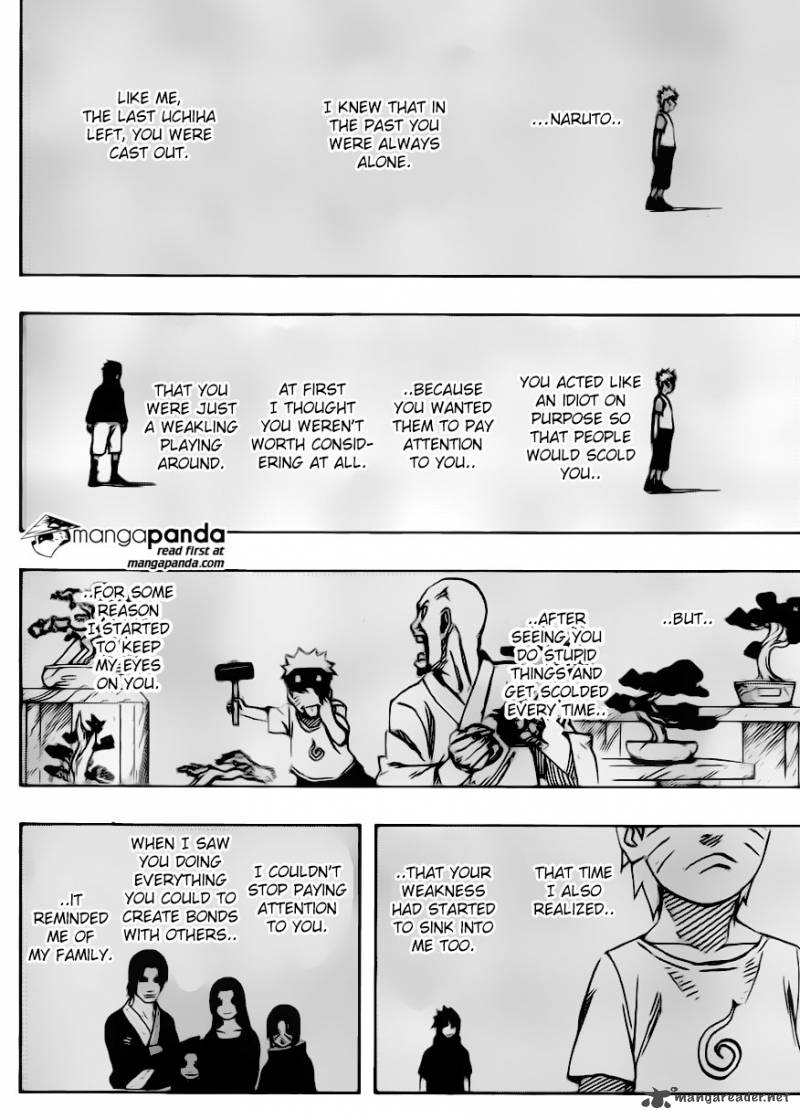 ...NARUTO..
I KNEW THAT IN
THE PAST YOU
WERE ALWAYS
ALONE.
LIKE ME,
THE LAST UCHIHA
LEFT, YOU WERE
CAST OUT.
YOU ACTED LIKE
AN IDIOT ON
PURPOSE SO
THAT PEOPLE
WOULD SCOLD
YOU..
..BECAUSE
YOU WANTED
THEM TO PAY
ATTENTION
TO YOU..
AT FIRST
I THOUGHT
YOU WEREN'T
WORTH CONSID-
ERING AT ALL.
THAT YOU
WERE JUST
A WEAKLING
PLAYING
AROUND.
mangapanda
read first at
mangapanda.com
..BUT..
..AFTER
SEEING YOU
DO STUPID
THINGS AND
GET SCOLDED
EVERY TIME..
..FOR SOME
REASON
I STARTED
TO KEEP
MY EYES
ON YOU.
THAT TIME
I ALSO
REALIZED..
..THAT YOUR
WEAKNESS
HAD STARTED
TO SINK INTO
ME TOO.
I COULDN'T
STOP PAYING
ATTENTION
TO YOU.
WHEN I SAW
YOU DOING
EVERYTHING
YOU COULD TO
CREATE BONDS
WITH OTHERS..
..IT
REMINDED
ME OF
MY FAMILY.
mangareader.net